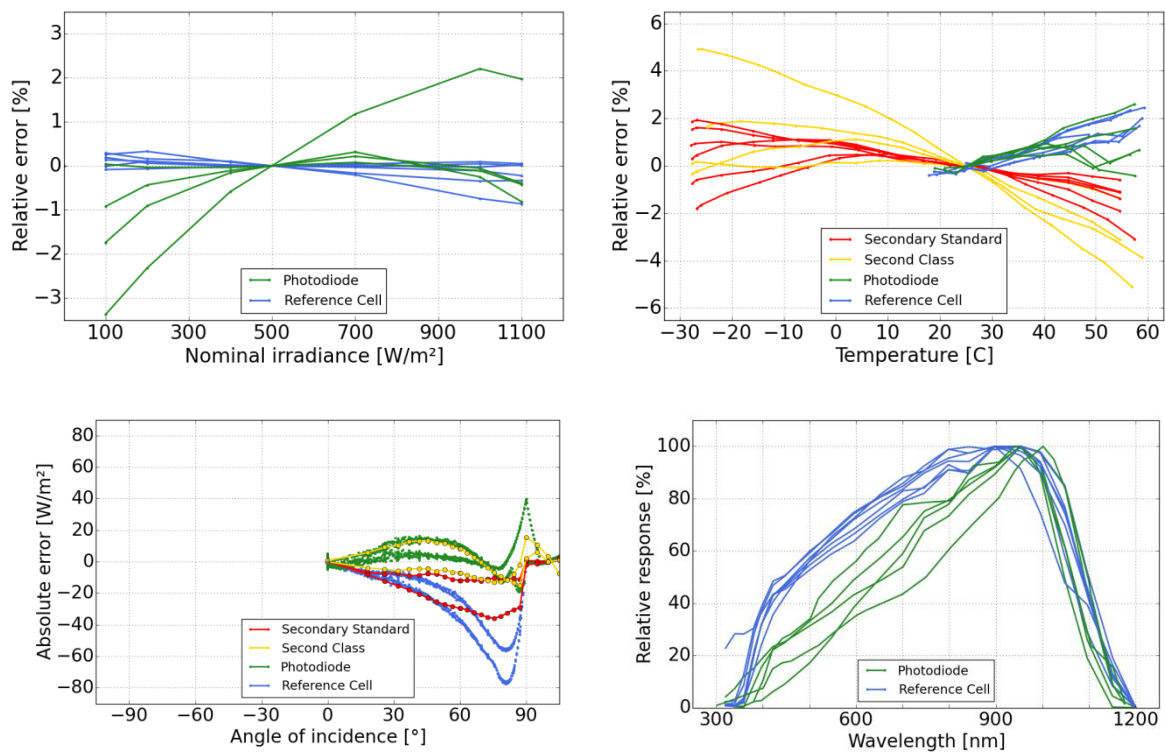 Relative error [%]
3
2
1
0
−1
−2
−3
Photodiode
Reference Cell
100 300 500 700 900 1100
Nominal irradiance [W/m²]
Relative error [%]
6
4
2
0
−2
−4
−6
Secondary Standard
Second Class
Photodiode
Reference Cell
−30 −20 −10 0 10 20 30 40 50 60
Temperature [C]
Absolute error [W/m²]
80
60
40
20
0
−20
−40
−60
−80
Secondary Standard
Second Class
Photodiode
Reference Cell
−90 −60 −30 0 30 60 90
Angle of incidence [°]
Relative response [%]
100
80
60
40
20
0
Photodiode
Reference Cell
300 600 900 1200
Wavelength [nm]